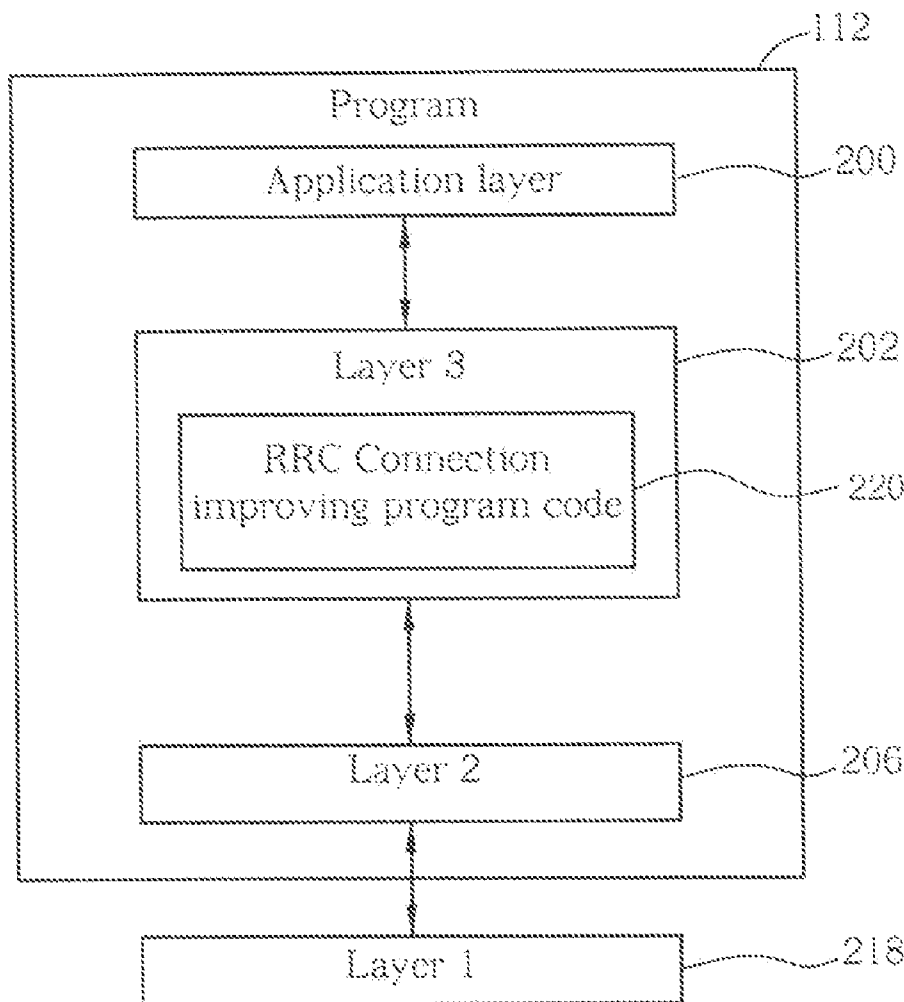 112
Program
Application layer
200
Layer 3
202
RRC Connection
improving program code
220
Layer 2
206
Layer 1
218